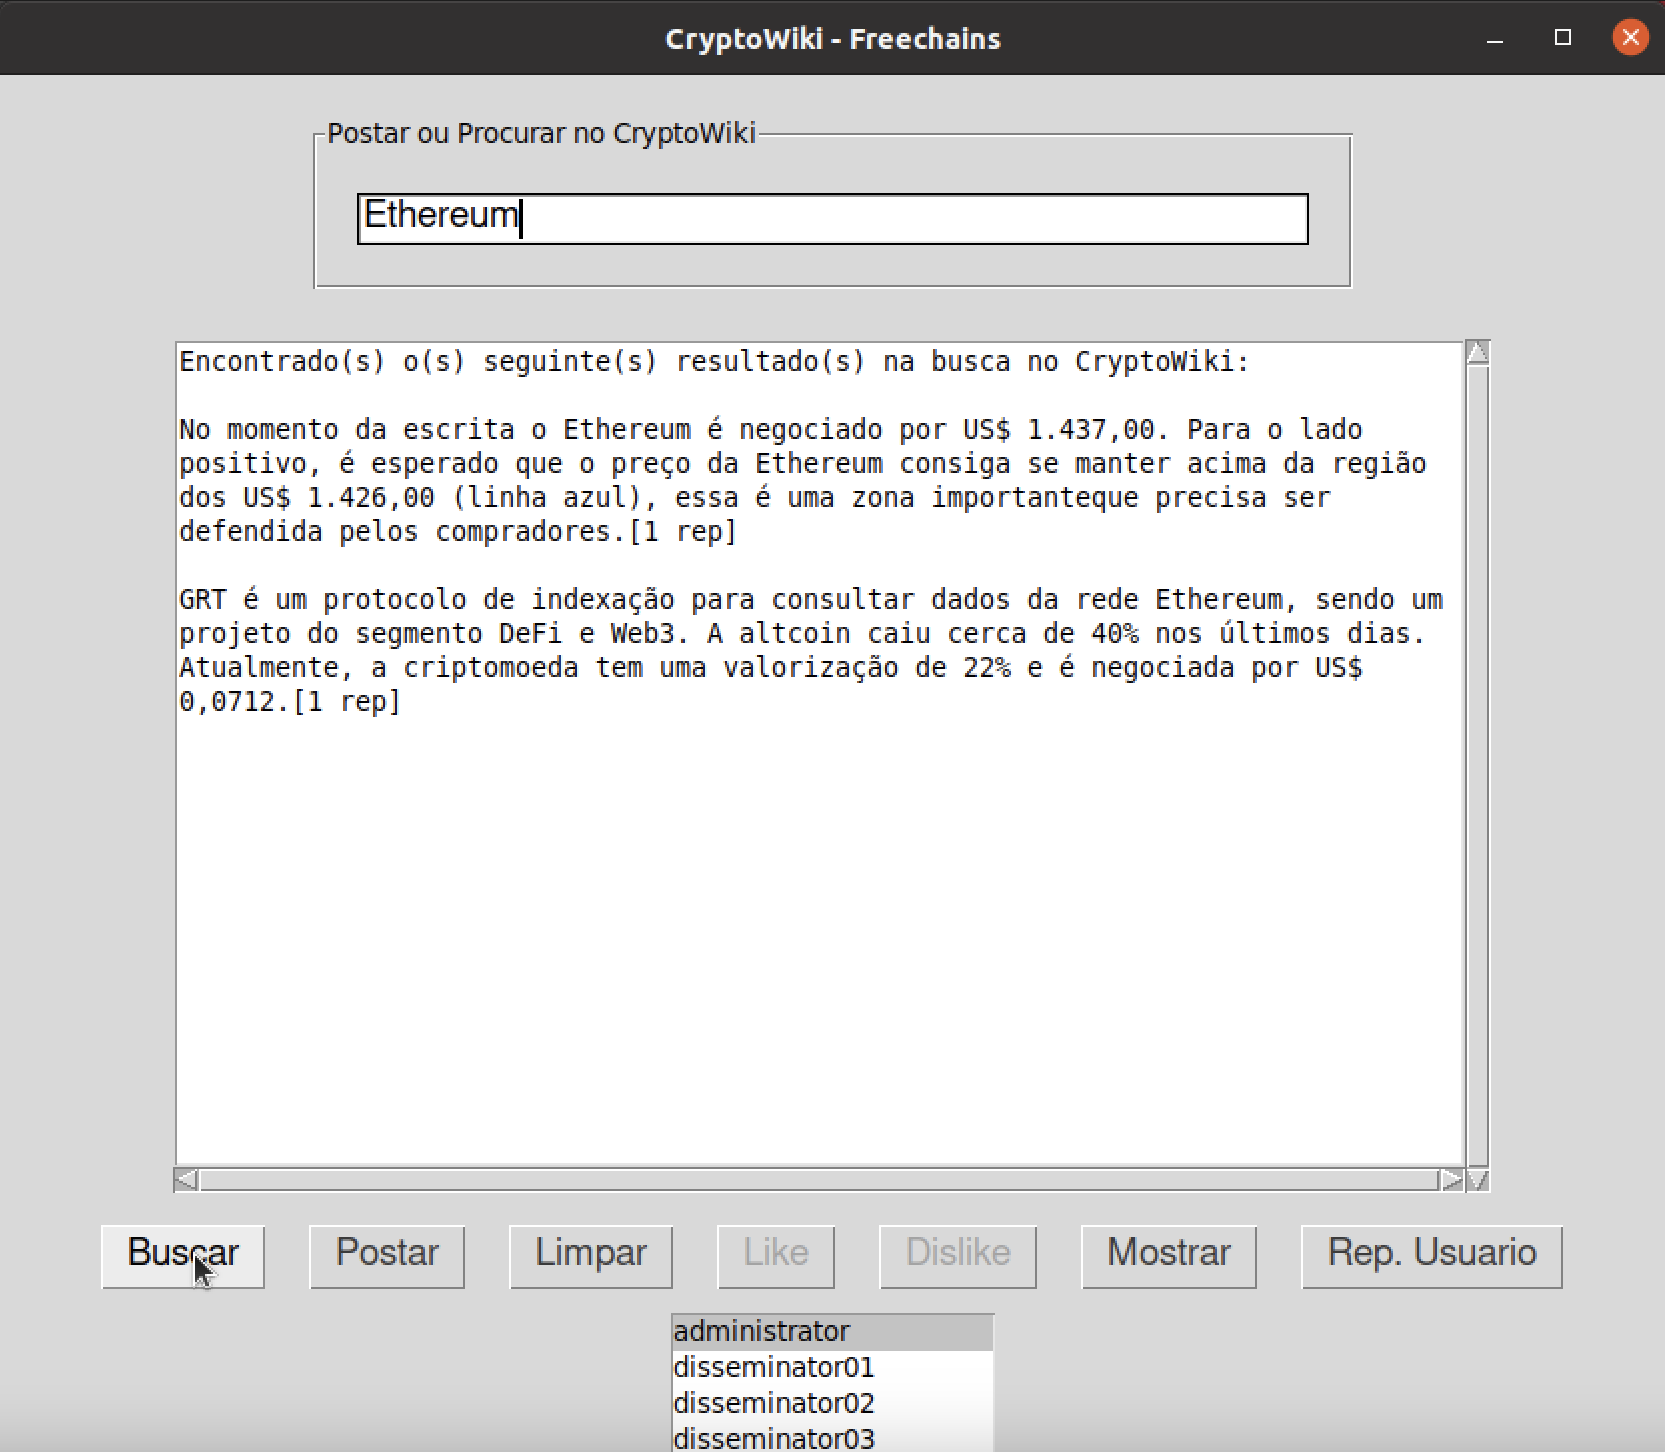 CryptoWiki - Freechains
Postar ou Procurar no CryptoWiki
Ethereum
Encontrado(s) o(s) seguinte(s) resultado(s) na busca no CryptoWiki:
No momento da escrita o Ethereum é negociado por US$ 1.437,00. Para o lado
positivo, é esperado que o preço da Ethereum consiga se manter acima da região
dos US$ 1.426,00 (linha azul), essa é uma zona importanteque precisa ser
defendida pelos compradores.[1 rep]
GRT é um protocolo de indexação para consultar dados da rede Ethereum, sendo um
projeto do segmento DeFi e Web3. A altcoin caiu cerca de 40% nos últimos dias.
Atualmente, a criptomoeda tem uma valorização de 22% e é negociada por US$
0,0712.[1 rep]
Buscar Postar Limpar Like Dislike Mostrar Rep. Usuario
administrator
disseminator01
disseminator02
disseminator03